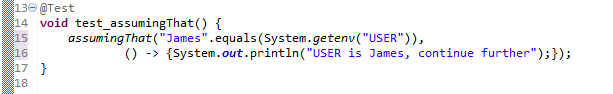 13 @Test
14 void test_assumingThat() {
15 assumingThat("James".equals(System.getenv("USER")),
16 () -> {System.out.println("USER is James, continue further");});
17 }
18